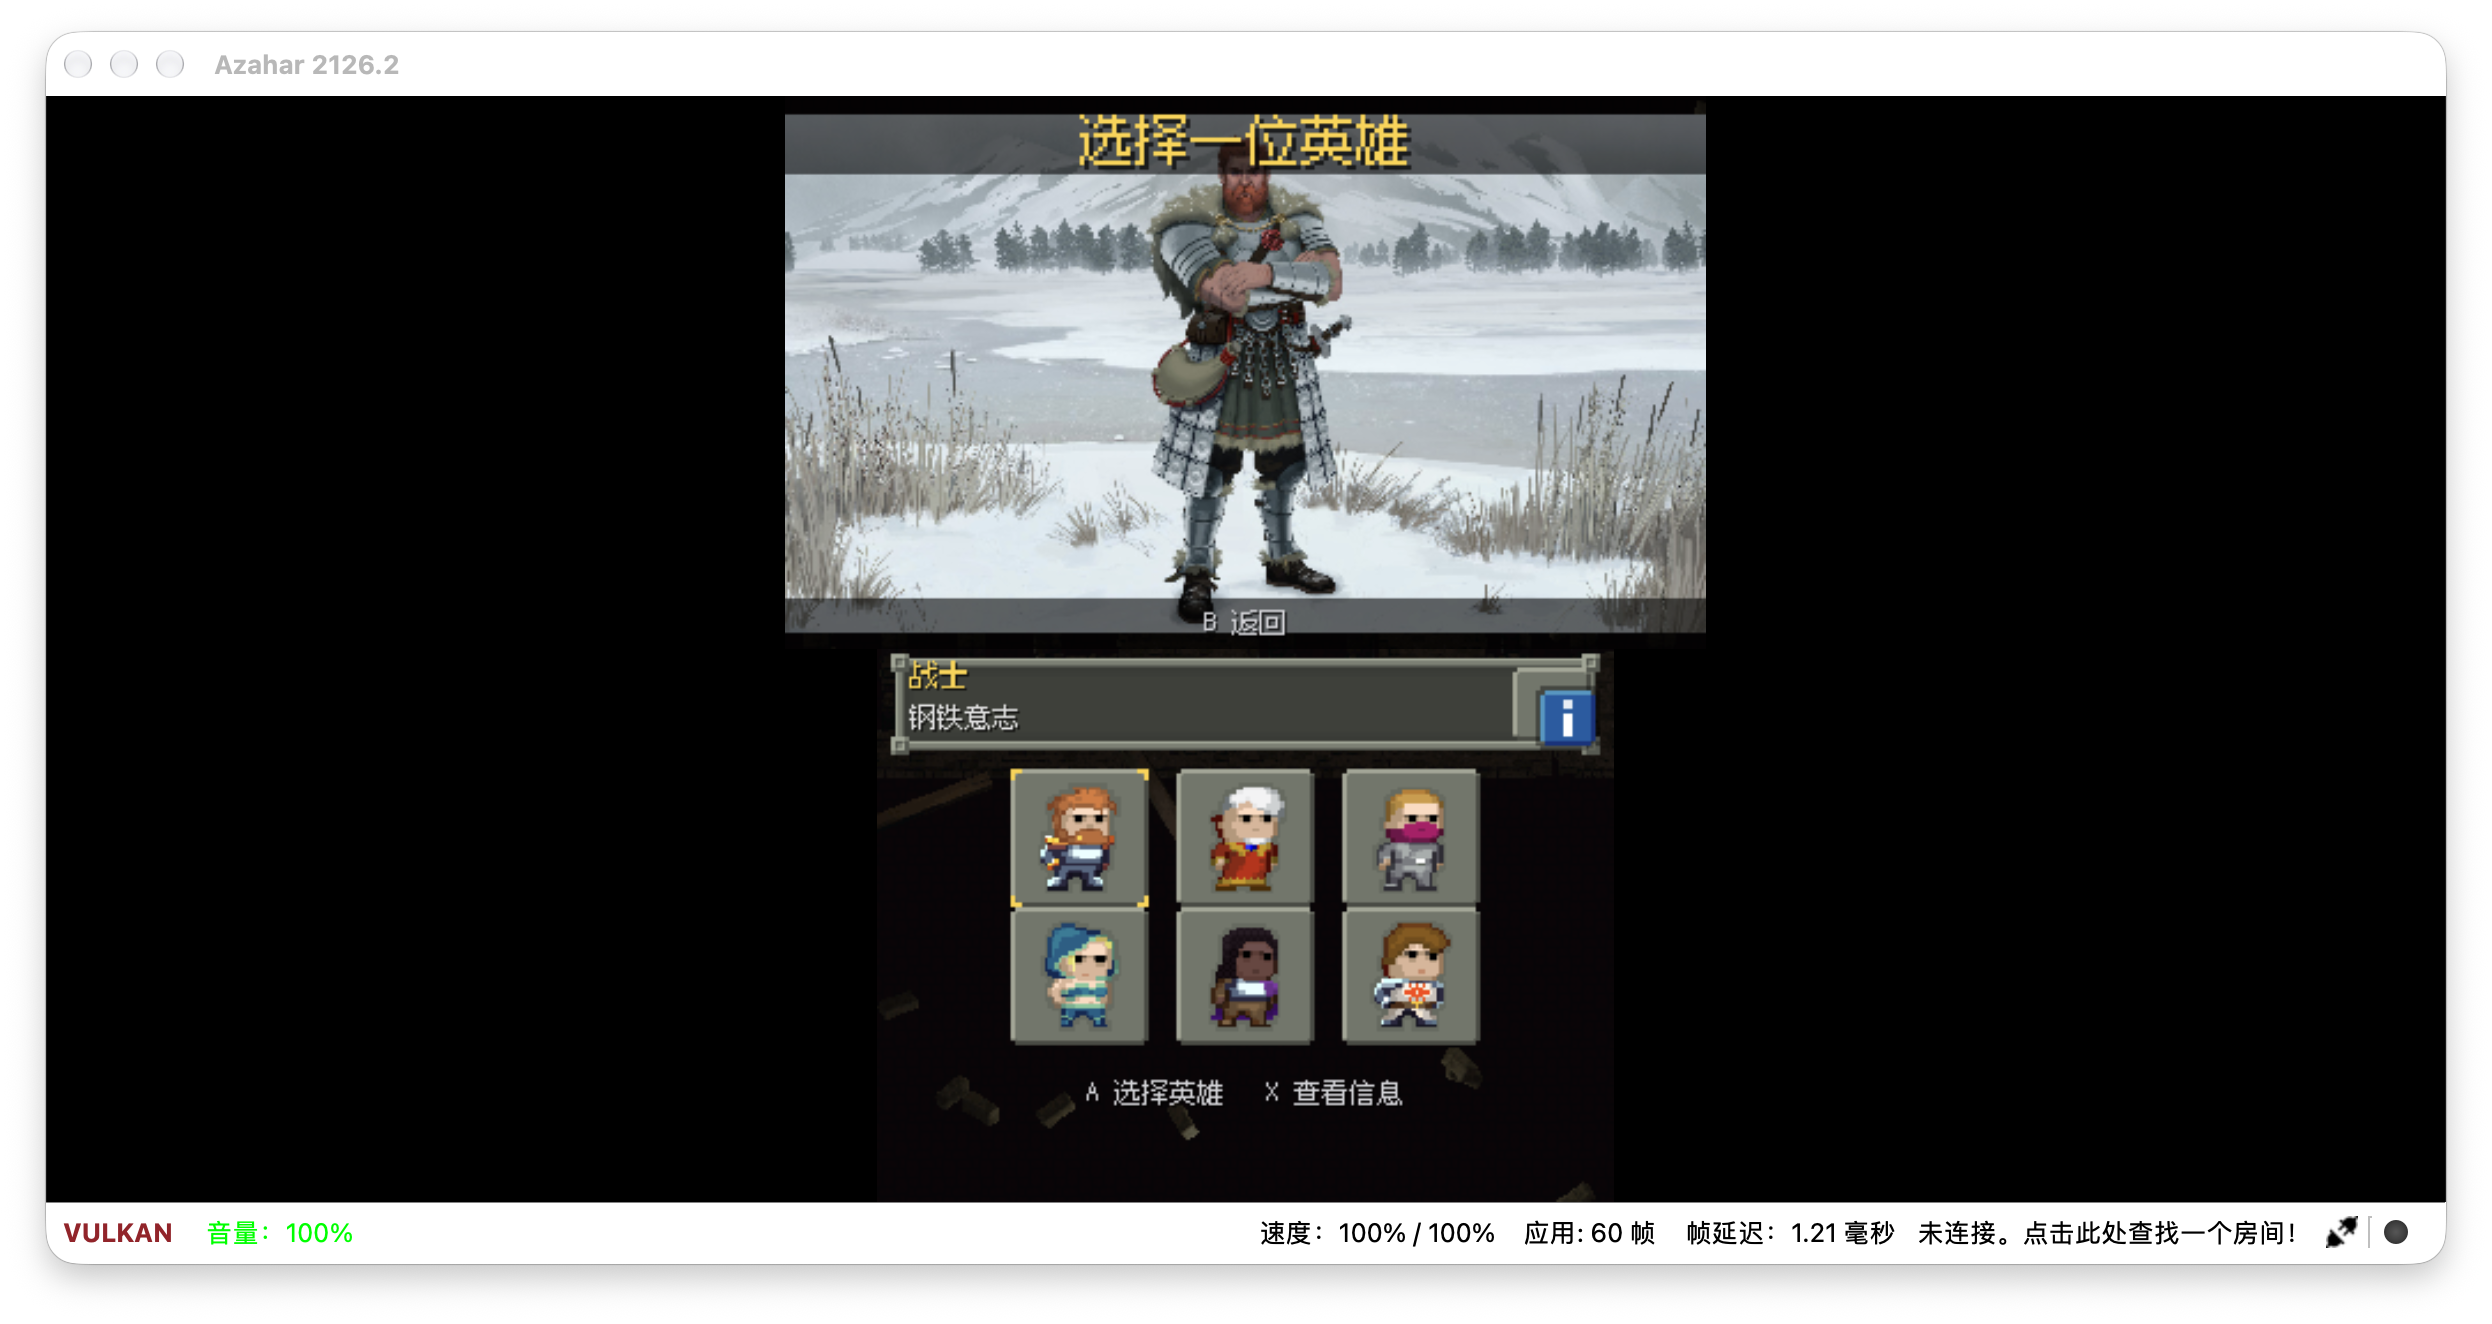 Azahar 2126.2
选择一位英雄
B 返回
战士
钢铁意志
i
A 选择英雄 X 查看信息
VULKAN 音量：100% 速度：100% / 100% 应用: 60 帧 帧延迟：1.21 毫秒 未连接。点击此处查找一个房间！